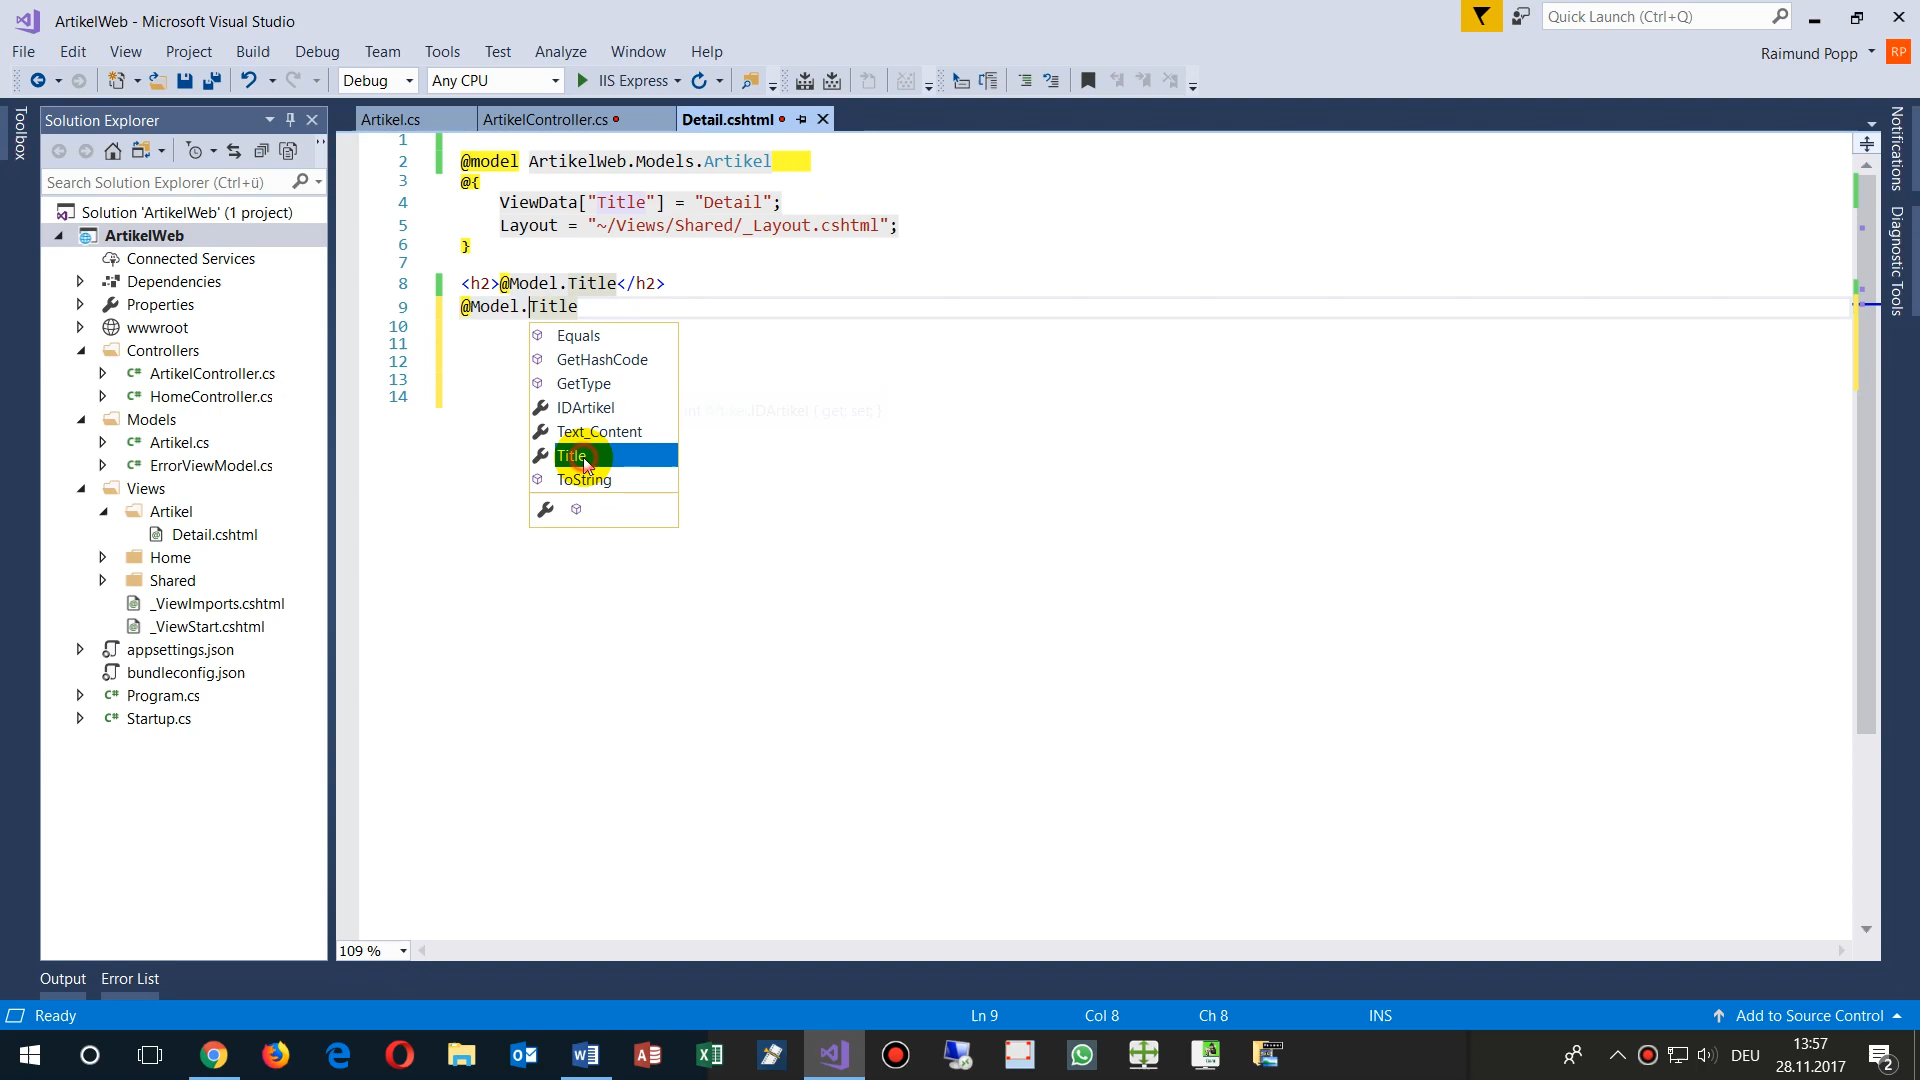 ArtikelWeb - Microsoft Visual Studio
Quick Launch (Ctrl+Q)
File Edit View Project Build Debug Team Tools Test Analyze Window Help
Raimund Popp RP
Debug Any CPU IIS Express
Toolbox
Solution Explorer
Artikel.cs ArtikelController.cs Detail.cshtml
Notifications
Diagnostic Tools
Search Solution Explorer (Ctrl+ü)
Solution 'ArtikelWeb' (1 project)
ArtikelWeb
Connected Services
Dependencies
Properties
wwwroot
Controllers
C# ArtikelController.cs
C# HomeController.cs
Models
C# Artikel.cs
C# ErrorViewModel.cs
Views
Artikel
Detail.cshtml
Home
Shared
_ViewImports.cshtml
_ViewStart.cshtml
appsettings.json
bundleconfig.json
C# Program.cs
C# Startup.cs
1
2 @model ArtikelWeb.Models.Artikel
3 @{
4 ViewData["Title"] = "Detail";
5 Layout = "~/Views/Shared/_Layout.cshtml";
6 }
7
8 <h2>@Model.Title</h2>
9 @Model.Title
10
11
12
13
14
Equals
GetHashCode
GetType
IDArtikel
Text_Content
Title
ToString
109 %
Output Error List
Ready Ln 9 Col 8 Ch 8 INS Add to Source Control
DEU 13:57
28.11.2017
2